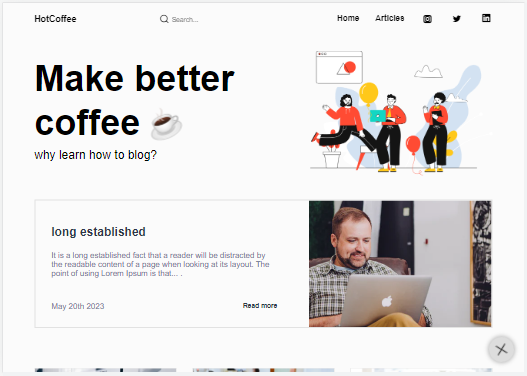 HotCoffee
Search...
Home
Articles
Make better
coffee
why learn how to blog?
long established
It is a long established fact that a reader will be distracted by
the readable content of a page when looking at its layout. The
point of using Lorem Ipsum is that... .
May 20th 2023
Read more